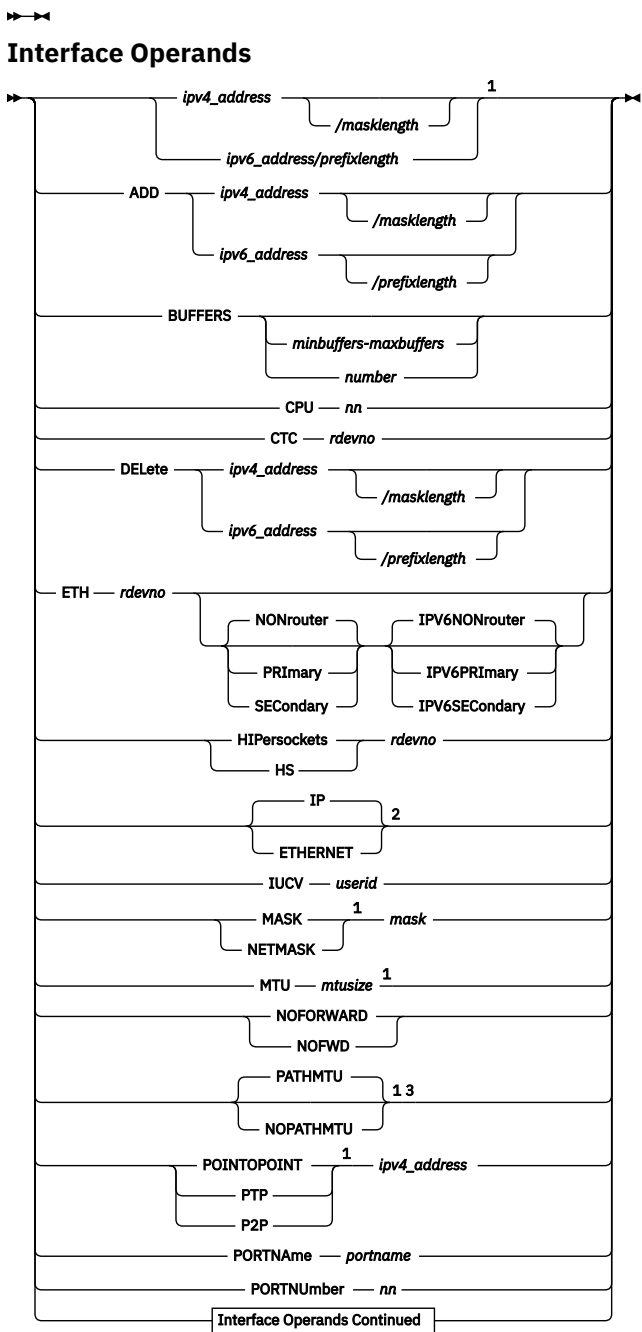 Interface Operands
ipv4_address 1
/masklength
ipv6_address/prefixlength
ADD ipv4_address
/masklength
ipv6_address
/prefixlength
BUFFERS
minbuffers-maxbuffers
number
CPU nn
CTC rdevno
DELete ipv4_address
/masklength
ipv6_address
/prefixlength
ETH rdevno
NONrouter IPV6NONrouter
PRImary IPV6PRImary
SECondary IPV6SECondary
HIPersockets rdevno
HS
IP
2
ETHERNET
IUCV userid
MASK 1 mask
NETMASK
MTU mtusize 1
NOFORWARD
NOFWD
PATHMTU
1 3
NOPATHMTU
POINTOPOINT 1 ipv4_address
PTP
P2P
PORTNAme portname
PORTNUmber nn
Interface Operands Continued